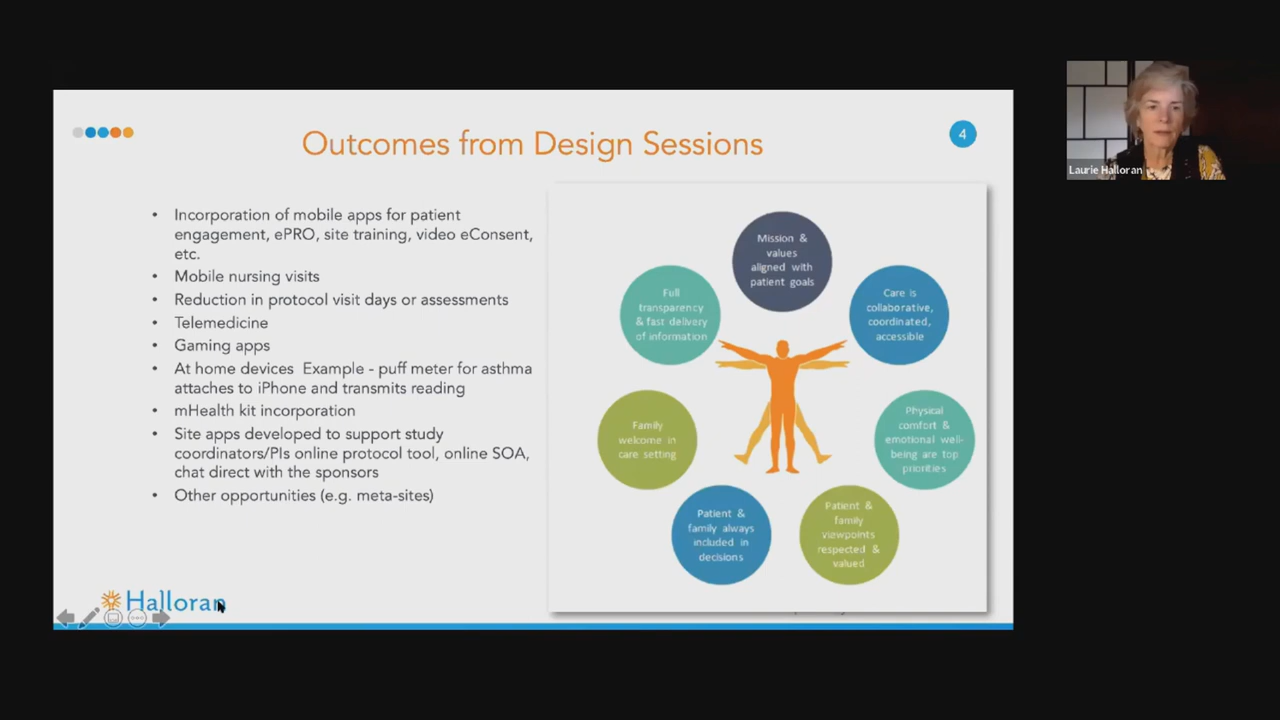 Outcomes from Design Sessions
4
• Incorporation of mobile apps for patient
engagement, ePRO, site training, video eConsent,
etc.
• Mobile nursing visits
• Reduction in protocol visit days or assessments
• Telemedicine
• Gaming apps
• At home devices Example - puff meter for asthma
attaches to iPhone and transmits reading
• mHealth kit incorporation
• Site apps developed to support study
coordinators/PIs online protocol tool, online SOA,
chat direct with the sponsors
• Other opportunities (e.g. meta-sites)
Mission &
values
aligned with
patient goals
Care is
collaborative,
coordinated,
accessible
Physical
comfort &
emotional well-
being are top
priorities
Patient &
family
viewpoints
respected &
valued
Patient &
family always
included in
decisions
Family
welcome in
care setting
Full
transparency
& fast delivery
of information
Halloran
Laurie Halloran